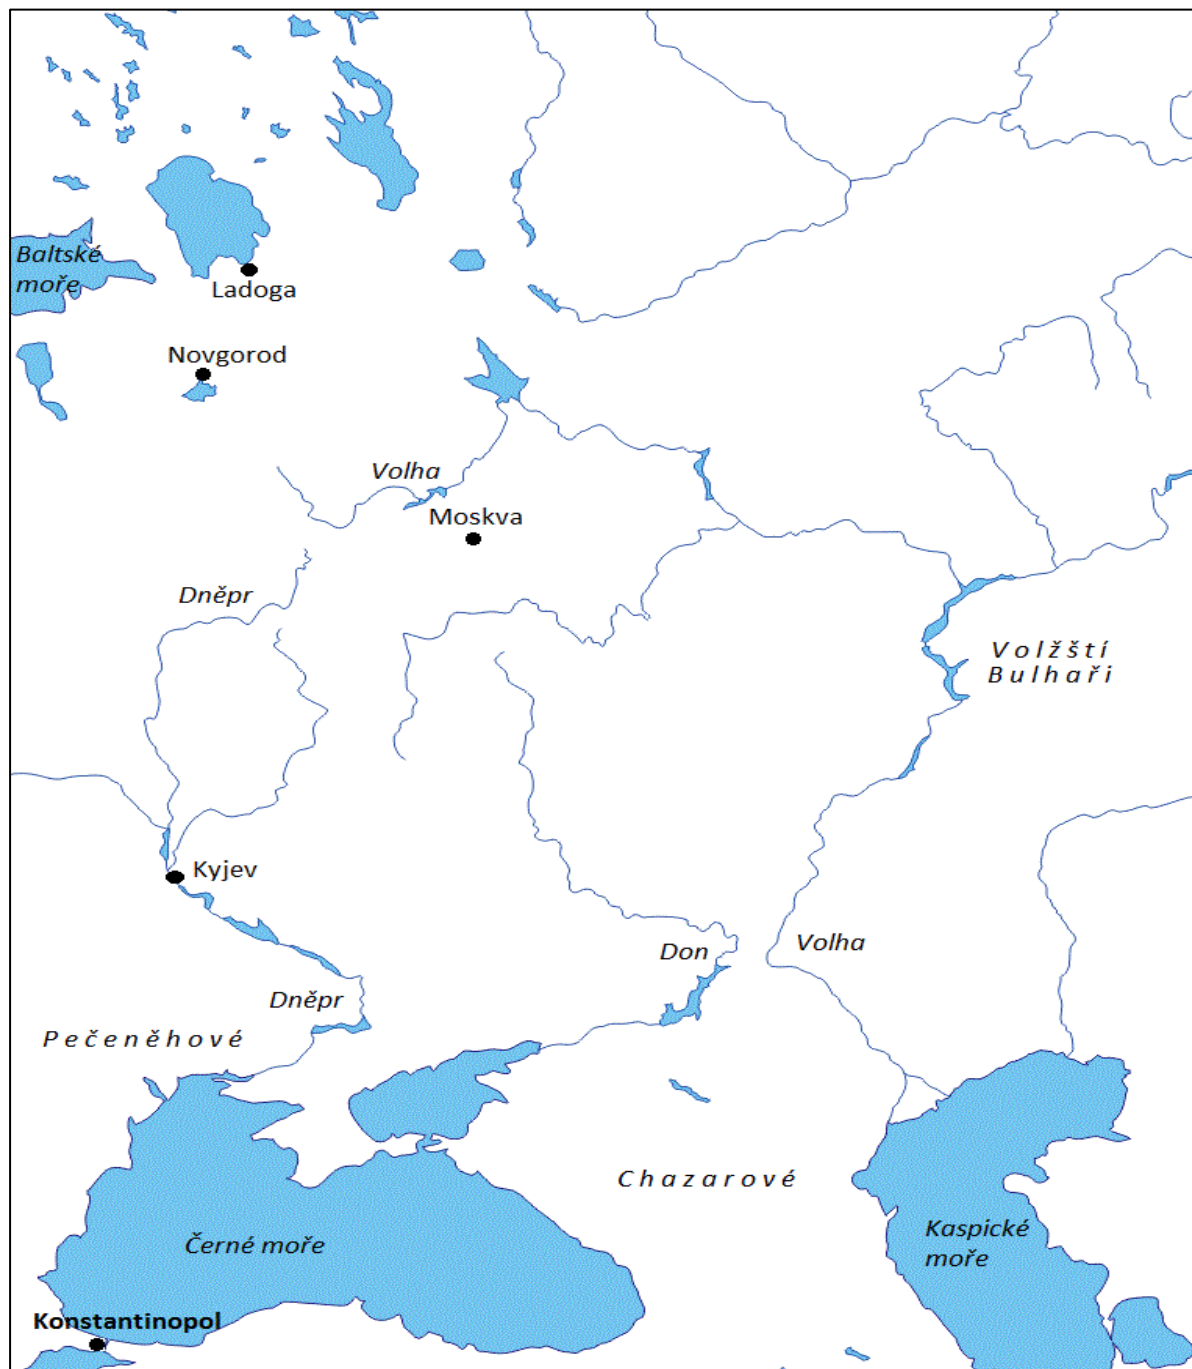 Baltské
moře
Ladoga
Novgorod
Volha
Moskva
Dněpr
Volžští
Bulhaři
Kyjev
Don
Volha
Dněpr
Pečeněhové
Chazarové
Černé moře
Kaspické
moře
Konstantinopol